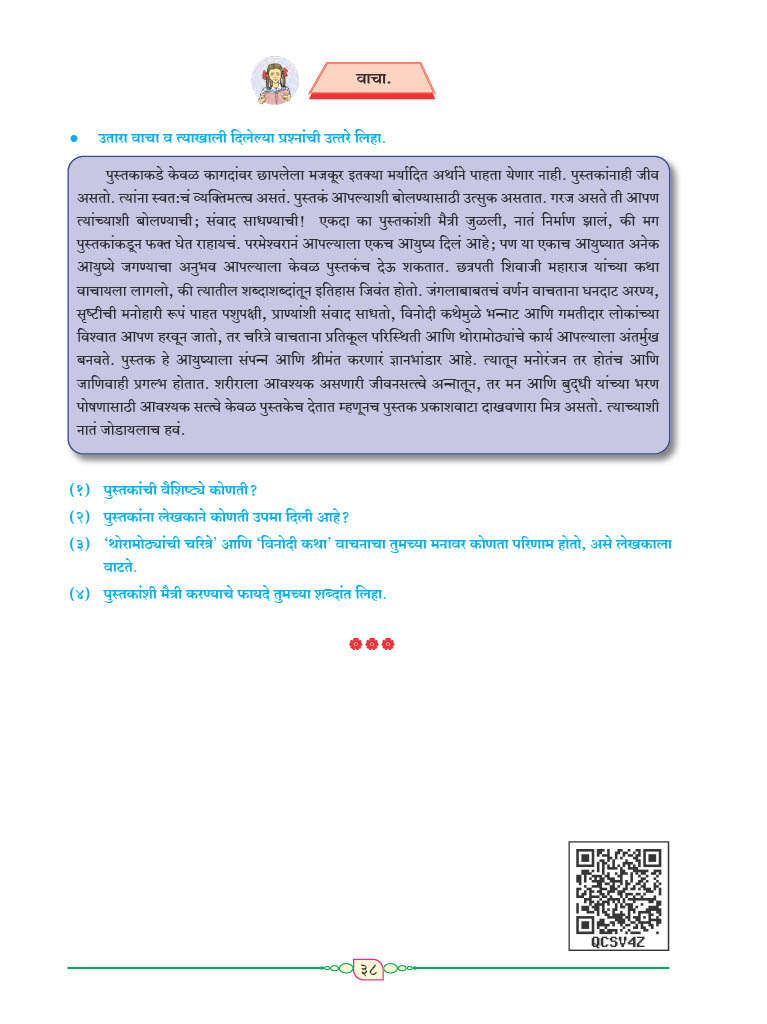 वाचा.
● उतारा वाचा व त्याखाली दिलेल्या प्रश्नांची उत्तरे लिहा.
पुस्तकाकडे केवळ कागदांवर छापलेला मजकूर इतक्या मर्यादित अर्थाने पाहता येणार नाही. पुस्तकांनाही जीव
असतो. त्यांना स्वत:चं व्यक्तिमत्त्व असतं. पुस्तकं आपल्याशी बोलण्यासाठी उत्सुक असतात. गरज असते ती आपण
त्यांच्याशी बोलण्याची; संवाद साधण्याची! एकदा का पुस्तकांशी मैत्री जुळली, नातं निर्माण झालं, की मग
पुस्तकांकडून फक्त घेत राहायचं. परमेश्वरानं आपल्याला एकच आयुष्य दिलं आहे; पण या एकाच आयुष्यात अनेक
आयुष्ये जगण्याचा अनुभव आपल्याला केवळ पुस्तकंच देऊ शकतात. छत्रपती शिवाजी महाराज यांच्या कथा
वाचायला लागलो, की त्यातील शब्दाशब्दांतून इतिहास जिवंत होतो. जंगलाबाबतचं वर्णन वाचताना घनदाट अरण्य,
सृष्टीची मनोहारी रूपं पाहत पशुपक्षी, प्राण्यांशी संवाद साधतो, विनोदी कथेमुळे भन्नाट आणि गमतीदार लोकांच्या
विश्वात आपण हरवून जातो, तर चरित्रे वाचताना प्रतिकूल परिस्थिती आणि थोरामोठ्यांचे कार्य आपल्याला अंतर्मुख
बनवते. पुस्तक हे आयुष्याला संपन्न आणि श्रीमंत करणारं ज्ञानभांडार आहे. त्यातून मनोरंजन तर होतंच आणि
जाणिवाही प्रगल्भ होतात. शरीराला आवश्यक असणारी जीवनसत्त्वे अन्नातून, तर मन आणि बुद्धी यांच्या भरण
पोषणासाठी आवश्यक सत्त्वे केवळ पुस्तकेच देतात म्हणूनच पुस्तक प्रकाशवाटा दाखवणारा मित्र असतो. त्याच्याशी
नातं जोडायलाच हवं.
(१) पुस्तकांची वैशिष्ट्ये कोणती?
(२) पुस्तकांना लेखकाने कोणती उपमा दिली आहे?
(३) ‘थोरामोठ्यांची चरित्रे’ आणि ‘विनोदी कथा’ वाचनाचा तुमच्या मनावर कोणता परिणाम होतो, असे लेखकाला
वाटते.
(४) पुस्तकांशी मैत्री करण्याचे फायदे तुमच्या शब्दांत लिहा.
QCSV4Z
३८